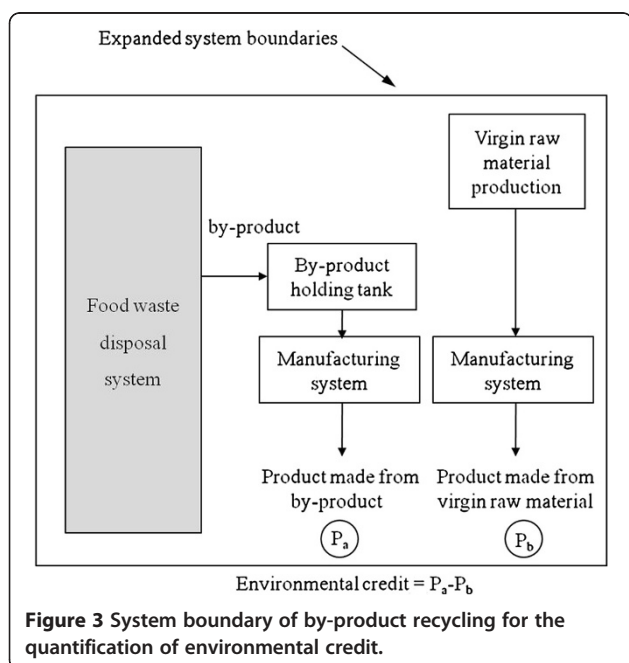 Expanded system boundaries
Virgin raw
material
production
by-product
By-product
holding tank
Food waste
disposal
system
Manufacturing
system
Manufacturing
system
Product made from
by-product
Product made from
virgin raw material
Pa
Pb
Environmental credit = Pa-Pb
Figure 3 System boundary of by-product recycling for the
quantification of environmental credit.